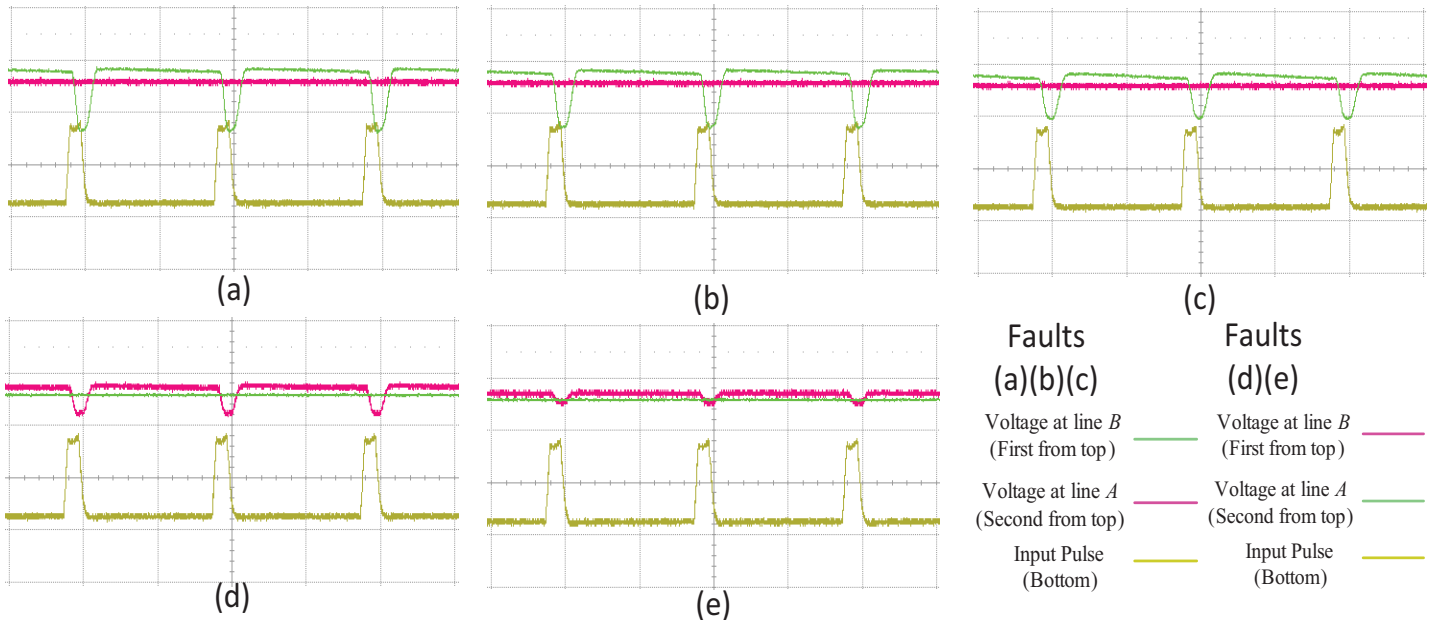 (a)
(b)
(c)
(d)
(e)
Faults
(a)(b)(c)
Voltage at line B
(First from top)
Voltage at line A
(Second from top)
Input Pulse
(Bottom)
Faults
(d)(e)
Voltage at line B
(First from top)
Voltage at line A
(Second from top)
Input Pulse
(Bottom)